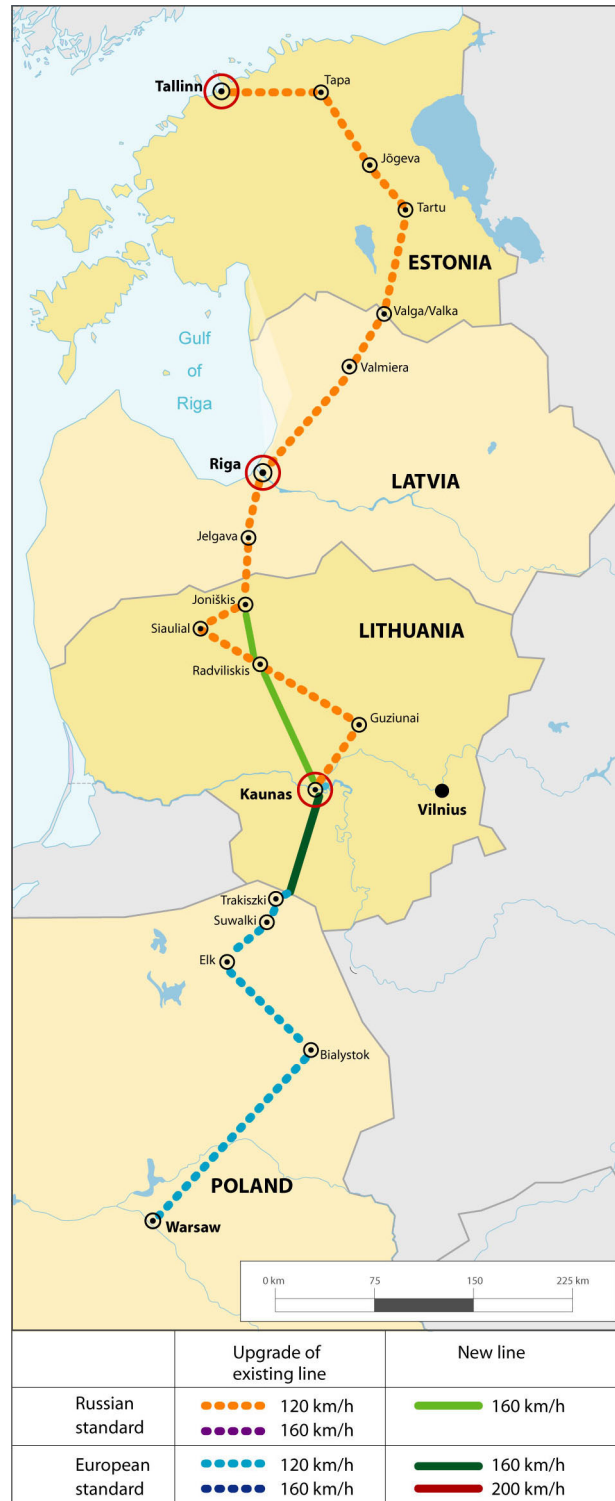 Tallinn
Tapa
Jõgeva
Tartu
ESTONIA
Valga/Valka
Gulf
of
Riga
Valmiera
Riga
LATVIA
Jelgava
Joniškis
Siaulial
LITHUANIA
Radviliskis
Guziunai
Kaunas
Vilnius
Trakiszki
Suwalki
Elk
Bialystok
POLAND
Warsaw
0 km 75 150 225 km
Upgrade of
existing line
New line
Russian
standard
120 km/h
160 km/h
160 km/h
European
standard
120 km/h
160 km/h
160 km/h
200 km/h